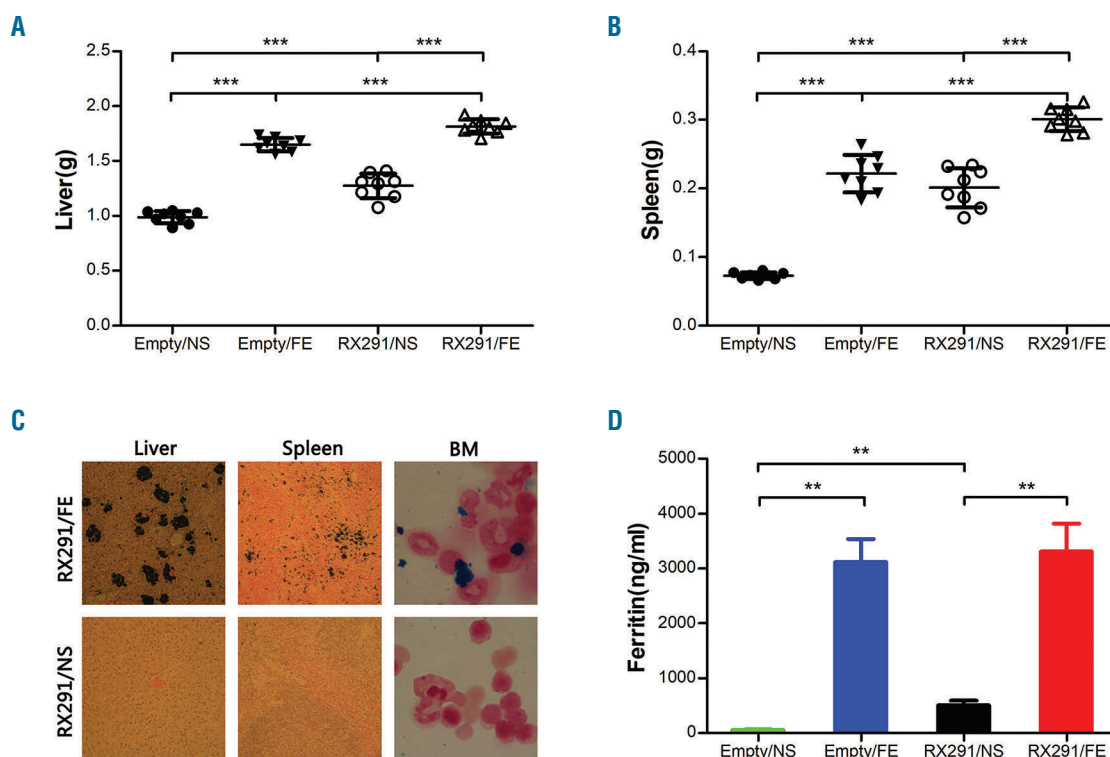 A
Liver(g)
2.5
2.0
1.5
1.0
0.5
0.0
*** ***
*** ***
Empty/NS Empty/FE RX291/NS RX291/FE
B
Spleen(g)
0.4
0.3
0.2
0.1
0.0
*** ***
*** ***
Empty/NS Empty/FE RX291/NS RX291/FE
C
Liver Spleen BM
RX291/FE
RX291/NS
D
Ferritin(ng/ml)
5000
4000
3000
2000
1000
0
**
** **
Empty/NS Empty/FE RX291/NS RX291/FE